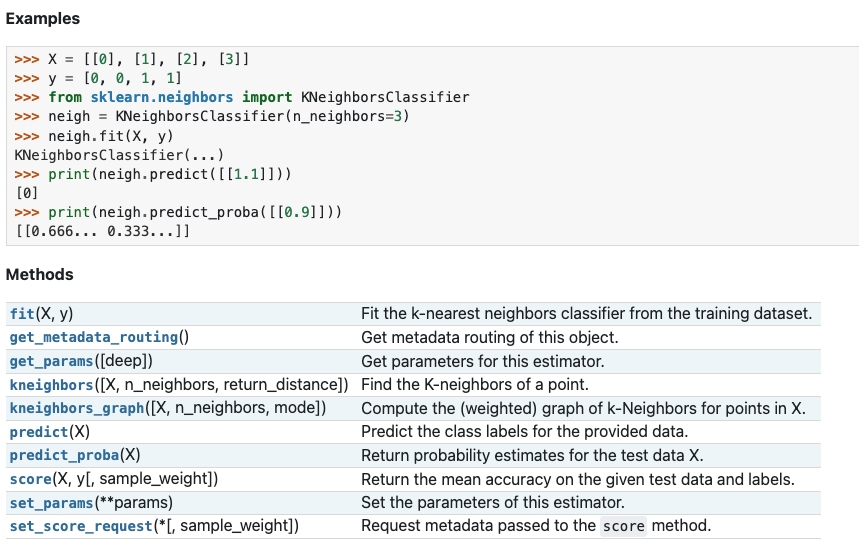 Examples
>>> X = [[0], [1], [2], [3]]
>>> y = [0, 0, 1, 1]
>>> from sklearn.neighbors import KNeighborsClassifier
>>> neigh = KNeighborsClassifier(n_neighbors=3)
>>> neigh.fit(X, y)
KNeighborsClassifier(...)
>>> print(neigh.predict([[1.1]]))
[0]
>>> print(neigh.predict_proba([[0.9]]))
[[0.666... 0.333...]]
Methods
fit(X, y) Fit the k-nearest neighbors classifier from the training dataset.
get_metadata_routing() Get metadata routing of this object.
get_params([deep]) Get parameters for this estimator.
kneighbors([X, n_neighbors, return_distance]) Find the K-neighbors of a point.
kneighbors_graph([X, n_neighbors, mode]) Compute the (weighted) graph of k-Neighbors for points in X.
predict(X) Predict the class labels for the provided data.
predict_proba(X) Return probability estimates for the test data X.
score(X, y[, sample_weight]) Return the mean accuracy on the given test data and labels.
set_params(**params) Set the parameters of this estimator.
set_score_request(*[, sample_weight]) Request metadata passed to the score method.